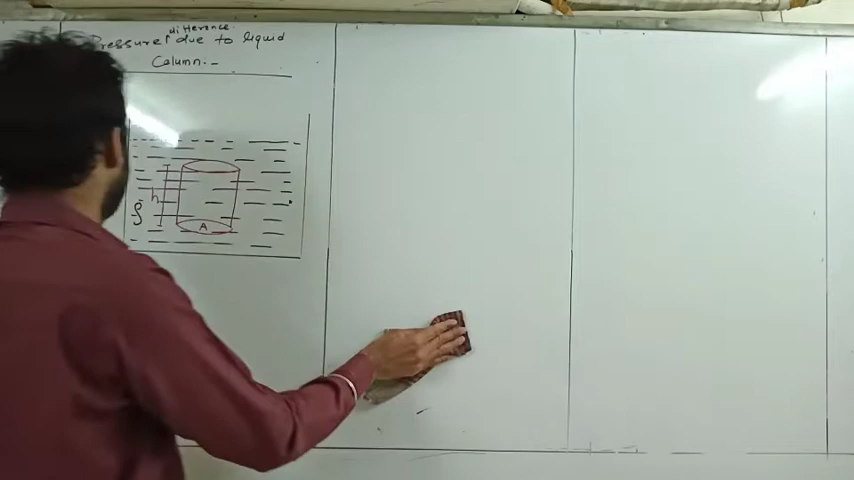 difference
Pressure due to liquid
Column:-
h
ρ
A